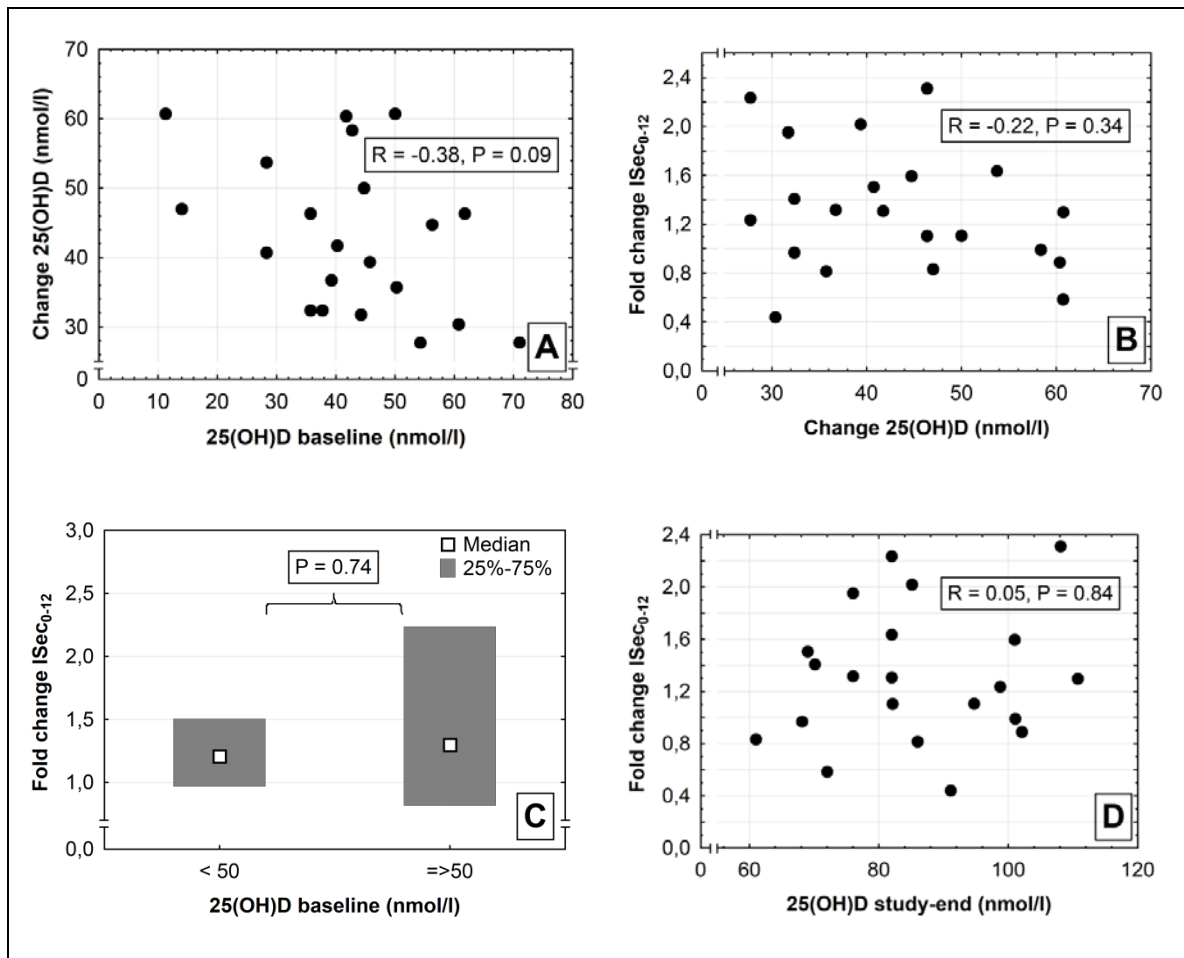 70
60
50
40
30
0
Change 25(OH)D (nmol/l)
R = -0.38, P = 0.09
A
0 10 20 30 40 50 60 70 80
25(OH)D baseline (nmol/l)
2,4
2,0
1,6
1,2
0,8
0,4
0,0
Fold change ISec0-12
R = -0.22, P = 0.34
B
0 30 40 50 60 70
Change 25(OH)D (nmol/l)
3,0
2,5
2,0
1,5
1,0
0,0
Fold change ISec0-12
P = 0.74
Median
25%-75%
C
< 50 =>50
25(OH)D baseline (nmol/l)
2,4
2,0
1,6
1,2
0,8
0,4
0,0
Fold change ISec0-12
R = 0.05, P = 0.84
D
0 60 80 100 120
25(OH)D study-end (nmol/l)